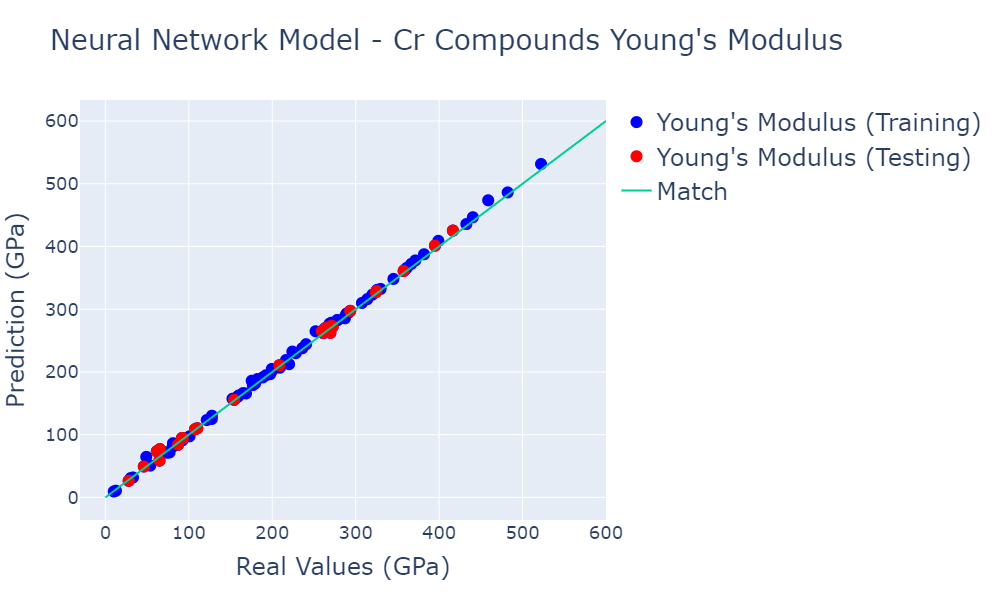 Neural Network Model - Cr Compounds Young's Modulus
Young's Modulus (Training)
Young's Modulus (Testing)
Match
Prediction (GPa)
600
500
400
300
200
100
0
0 100 200 300 400 500 600
Real Values (GPa)